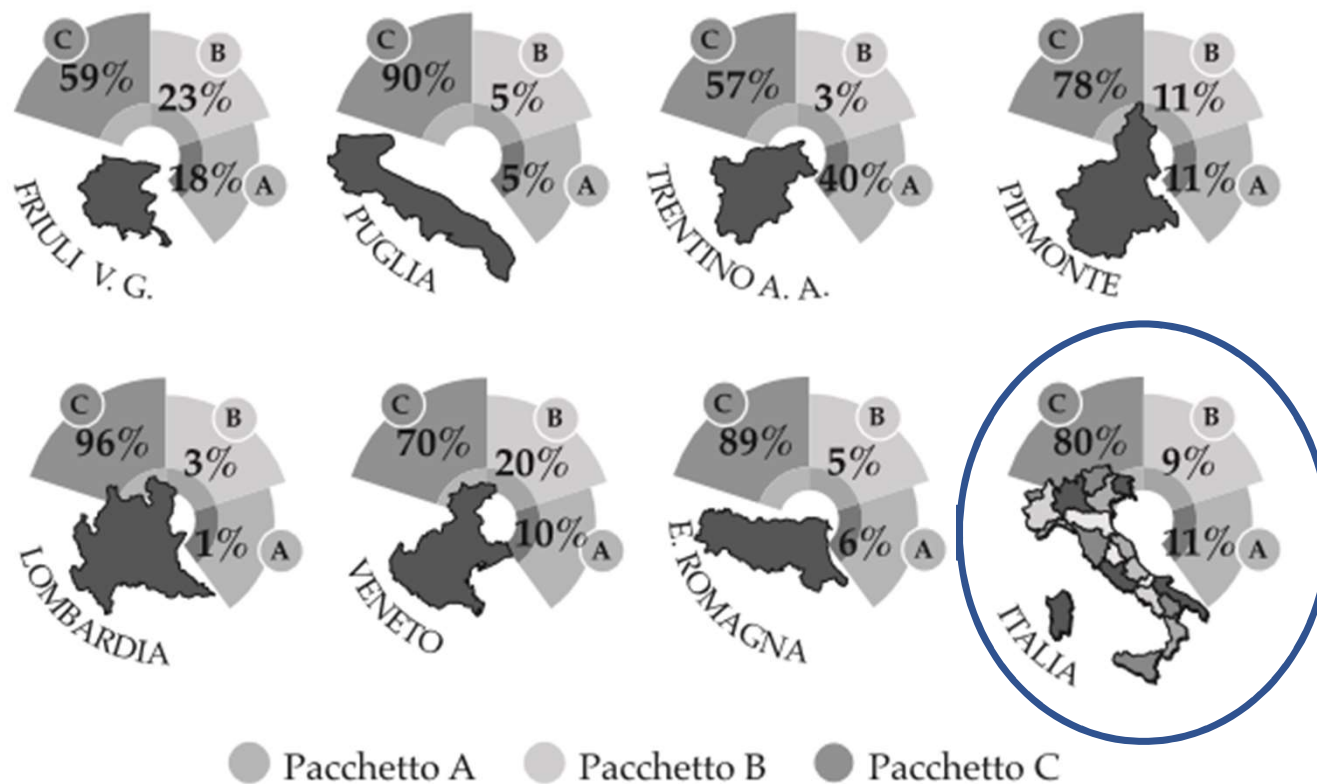 C
B
59%
23%
18%
A
FRIULI V. G.
C
B
90%
5%
5%
A
PUGLIA
C
B
57%
3%
40%
A
TRENTINO A. A.
C
B
78%
11%
11%
A
PIEMONTE
C
B
96%
3%
1%
A
LOMBARDIA
C
B
70%
20%
10%
A
VENETO
C
B
89%
5%
6%
A
E. ROMAGNA
C
B
80%
9%
11%
A
ITALIA
Pacchetto A
Pacchetto B
Pacchetto C